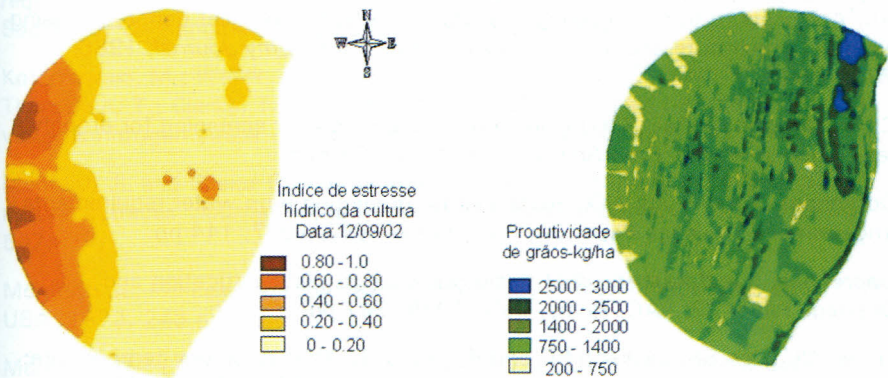 N
W E
S
Índice de estresse
hídrico da cultura
Data: 12/09/02
0.80 - 1.0
0.60 - 0.80
0.40 - 0.60
0.20 - 0.40
0 - 0.20
Produtividade
de grãos-kg/ha
2500 - 3000
2000 - 2500
1400 - 2000
750 - 1400
200 - 750